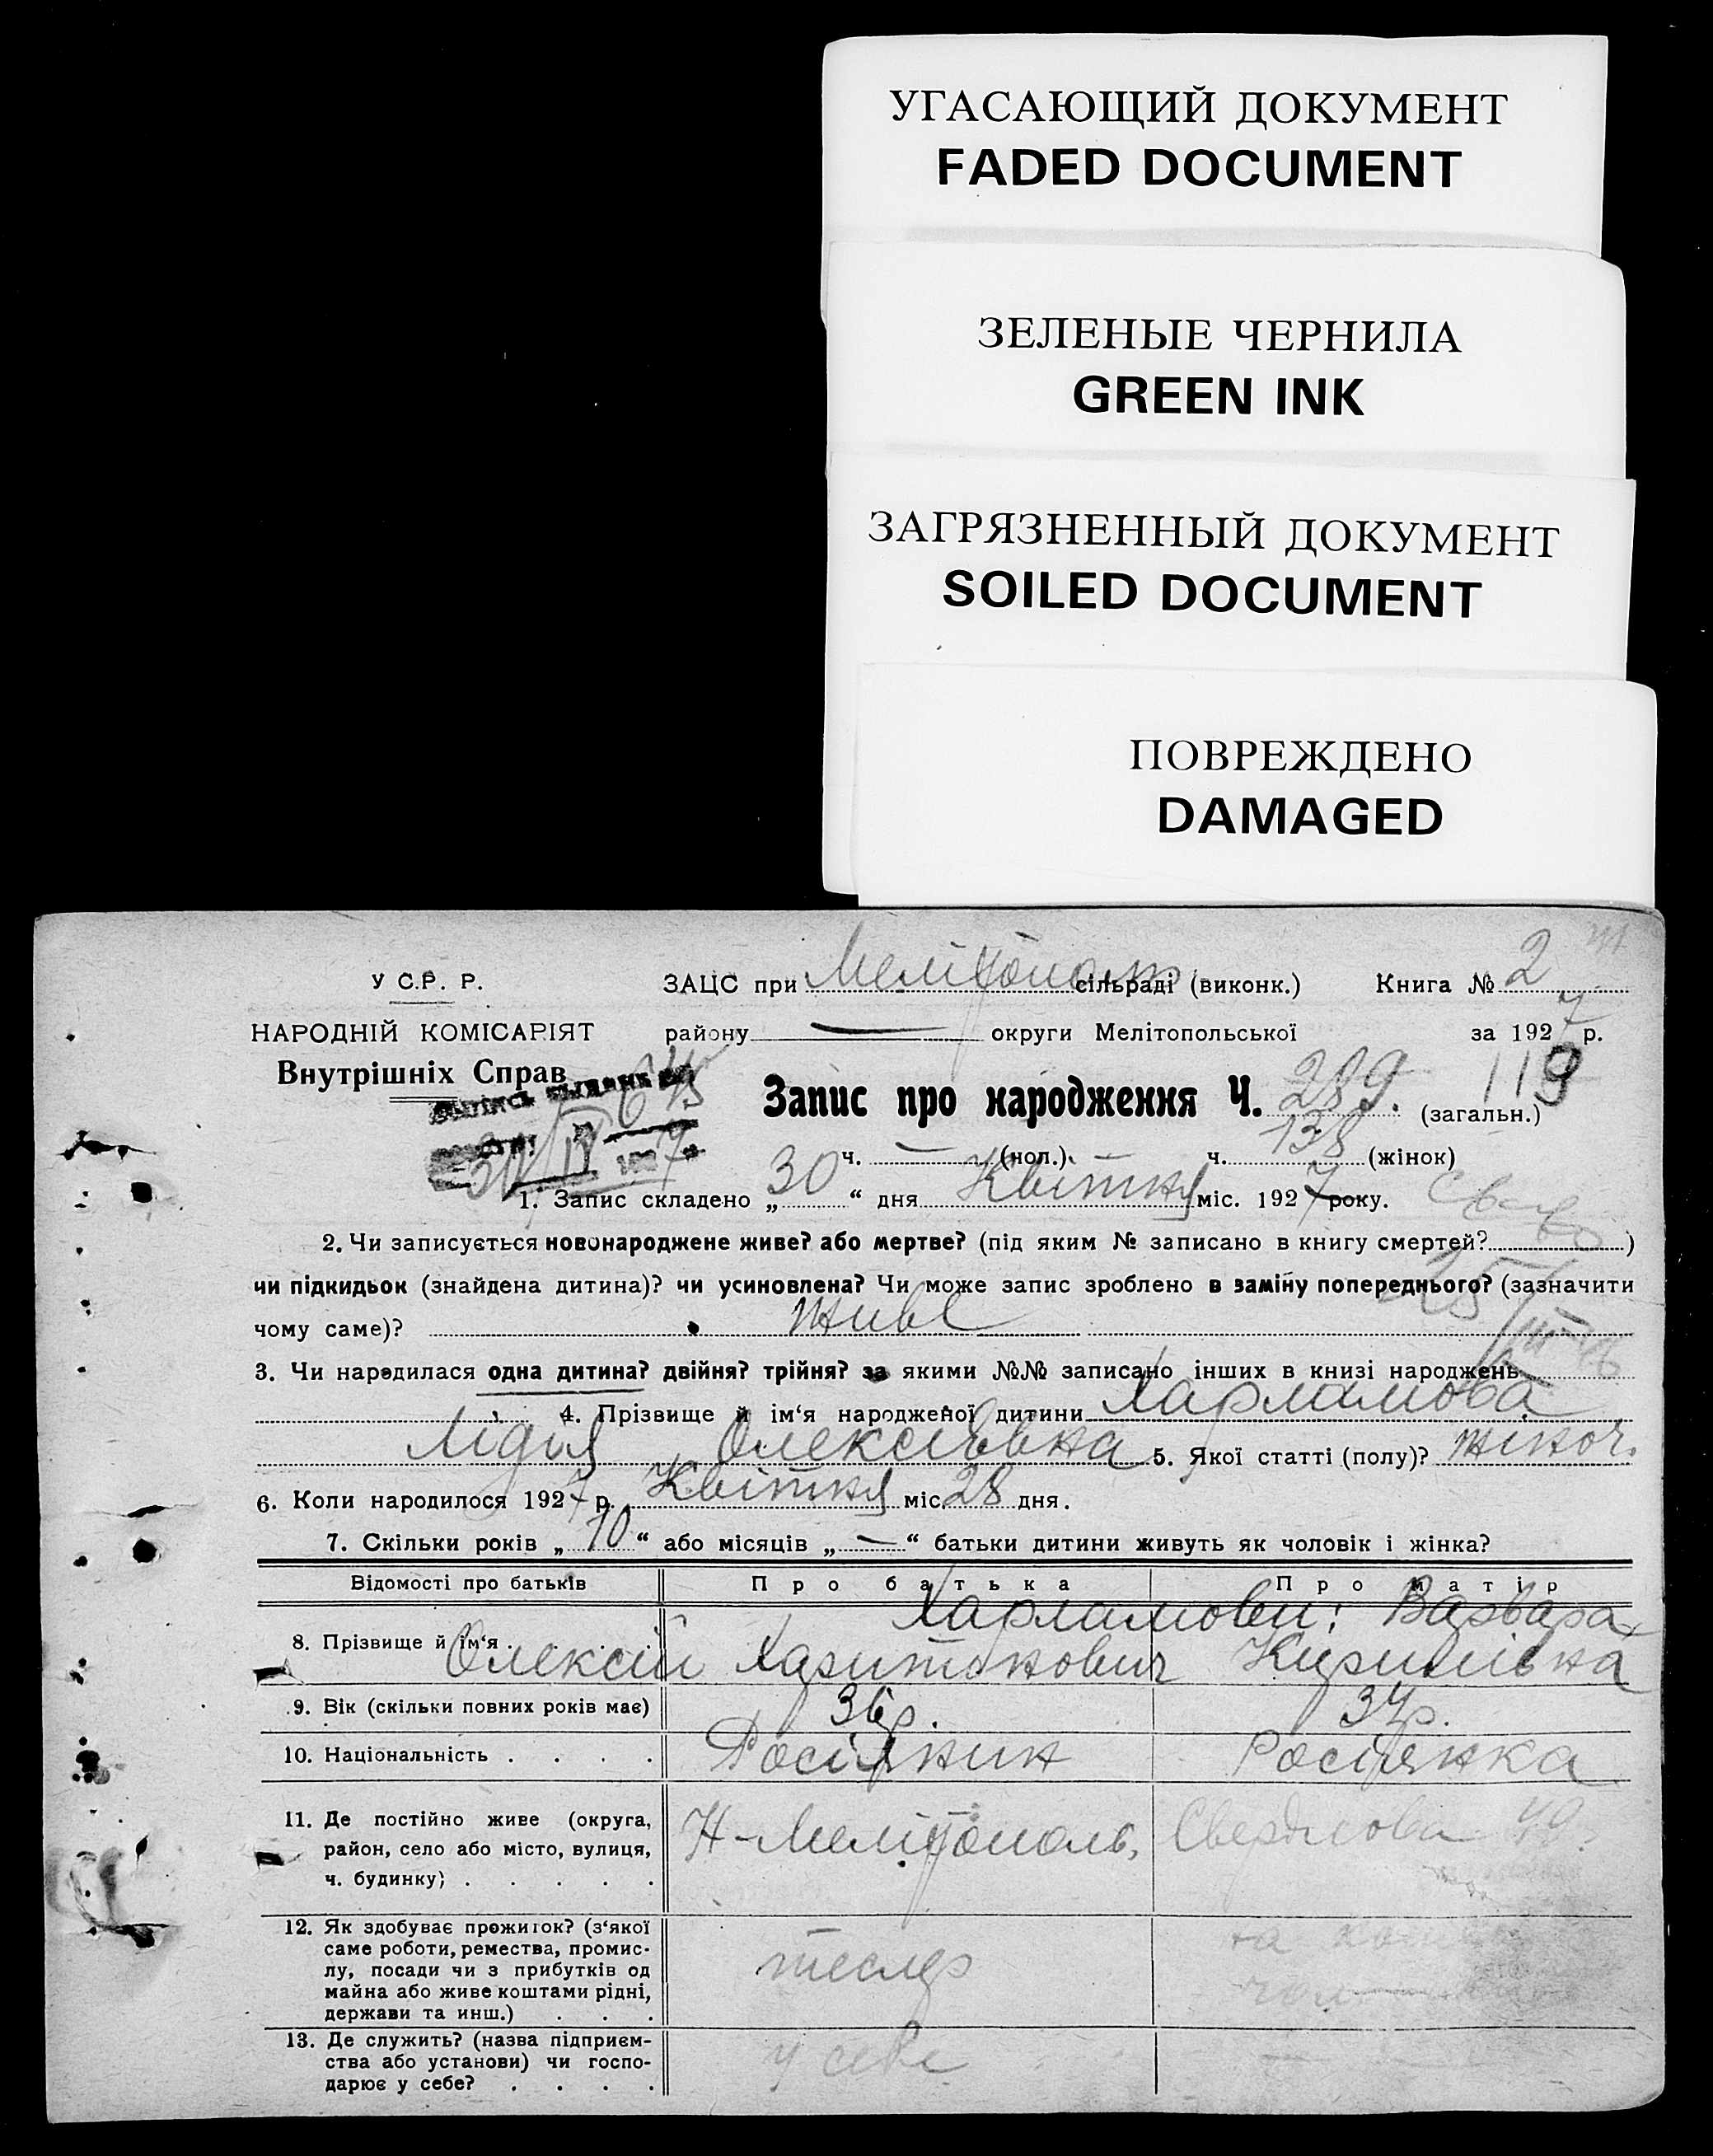 УГАСАЮЩИЙ ДОКУМЕНТ
FADED DOCUMENT
ЗЕЛЕНЫЕ ЧЕРНИЛА
GREEN INK
ЗАГРЯЗНЕННЫЙ ДОКУМЕНТ
SOILED DOCUMENT
ПОВРЕЖДЕНО
DAMAGED
У С.Р. Р. ЗАЦС при Мелітополь сільраді (виконк.) Книга № 2
НАРОДНІЙ КОМІСАРІЯТ району — округи Мелітопольської за 1927 р.
Внутрішніх Справ
119
Запис про народження Ч. 289. (загальн.)
ч. — (чол.) ч. 138 (жінок)
1. Запис складено „30“ дня Квітня міс. 1927 року.
2. Чи записується новонароджене живе? або мертве? (під яким № записано в книгу смертей? )
чи підкидьок (знайдена дитина)? чи усиновлена? Чи може запис зроблено в заміну попереднього? (зазначити
чому саме)? живе
3. Чи народилася одна дитина? двійня? трійня? за якими №№ записано інших в книзі народжень
4. Прізвище й ім‘я народженої дитини Харламова
Лідія Олексіївна 5. Якої статті (полу)? жіноч.
6. Коли народилося 1927 р. Квітня міс. 28 дня.
7. Скільки років „10“ або місяців „—“ батьки дитини живуть як чоловік і жінка?
Відомості про батьків Про батька Про матір
Харламови: Варвара
8. Прізвище й ім‘я . . . . Олексій Харитонович Кирилівна
9. Вік (скільки повних років має) 36 р. 34 р.
10. Національність . . . . Росіянин Росіянка
11. Де постійно живе (округа,
район, село або місто, вулиця, Н-Мелітополь, Свердлова 49.
ч. будинку) . . . . .
12. Як здобуває прожиток? (з‘якої
саме роботи, ремества, промис-
лу, посади чи з прибутків од тесляр
майна або живе коштами рідні,
держави та инш.) . . .
13. Де служить? (назва підприєм-
ства або установи) чи госпо- у себе
дарює у себе? . . . .